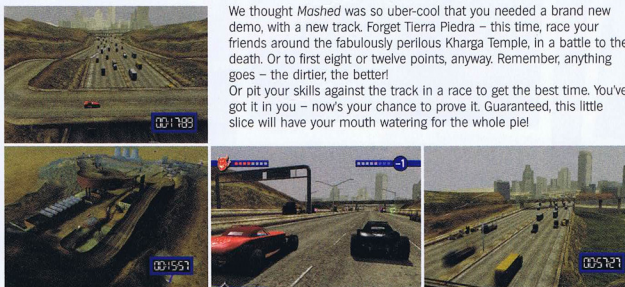 We thought Mashed was so uber-cool that you needed a brand new
demo, with a new track. Forget Tierra Piedra – this time, race your
friends around the fabulously perilous Kharga Temple, in a battle to the
death. Or to first eight or twelve points, anyway. Remember, anything
goes – the dirtier, the better!
Or pit your skills against the track in a race to get the best time. You've
got it in you – now's your chance to prove it. Guaranteed, this little
slice will have your mouth watering for the whole pie!
00:17:89
00:15:57
-1
00:57:27